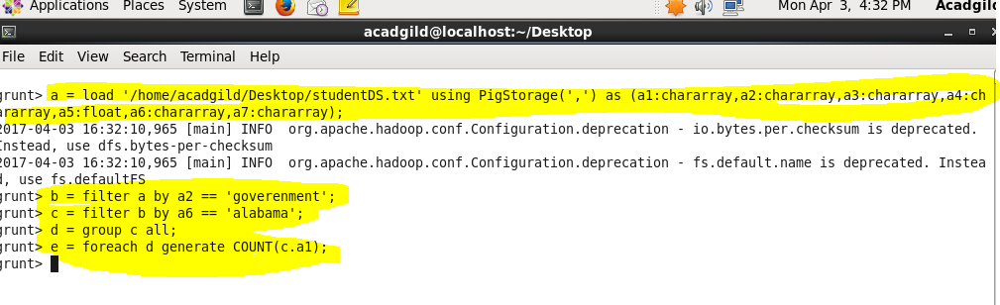 Applications Places System Mon Apr 3, 4:32 PM Acadgild
acadgild@localhost:~/Desktop
File Edit View Search Terminal Help
grunt> a = load '/home/acadgild/Desktop/studentDS.txt' using PigStorage(',') as (a1:chararray,a2:chararray,a3:chararray,a4:ch
ararray,a5:float,a6:chararray,a7:chararray);
2017-04-03 16:32:10,965 [main] INFO  org.apache.hadoop.conf.Configuration.deprecation - io.bytes.per.checksum is deprecated.
Instead, use dfs.bytes-per-checksum
2017-04-03 16:32:10,965 [main] INFO  org.apache.hadoop.conf.Configuration.deprecation - fs.default.name is deprecated. Instea
d, use fs.defaultFS
grunt> b = filter a by a2 == 'goverenment';
grunt> c = filter b by a6 == 'alabama';
grunt> d = group c all;
grunt> e = foreach d generate COUNT(c.a1);
grunt>